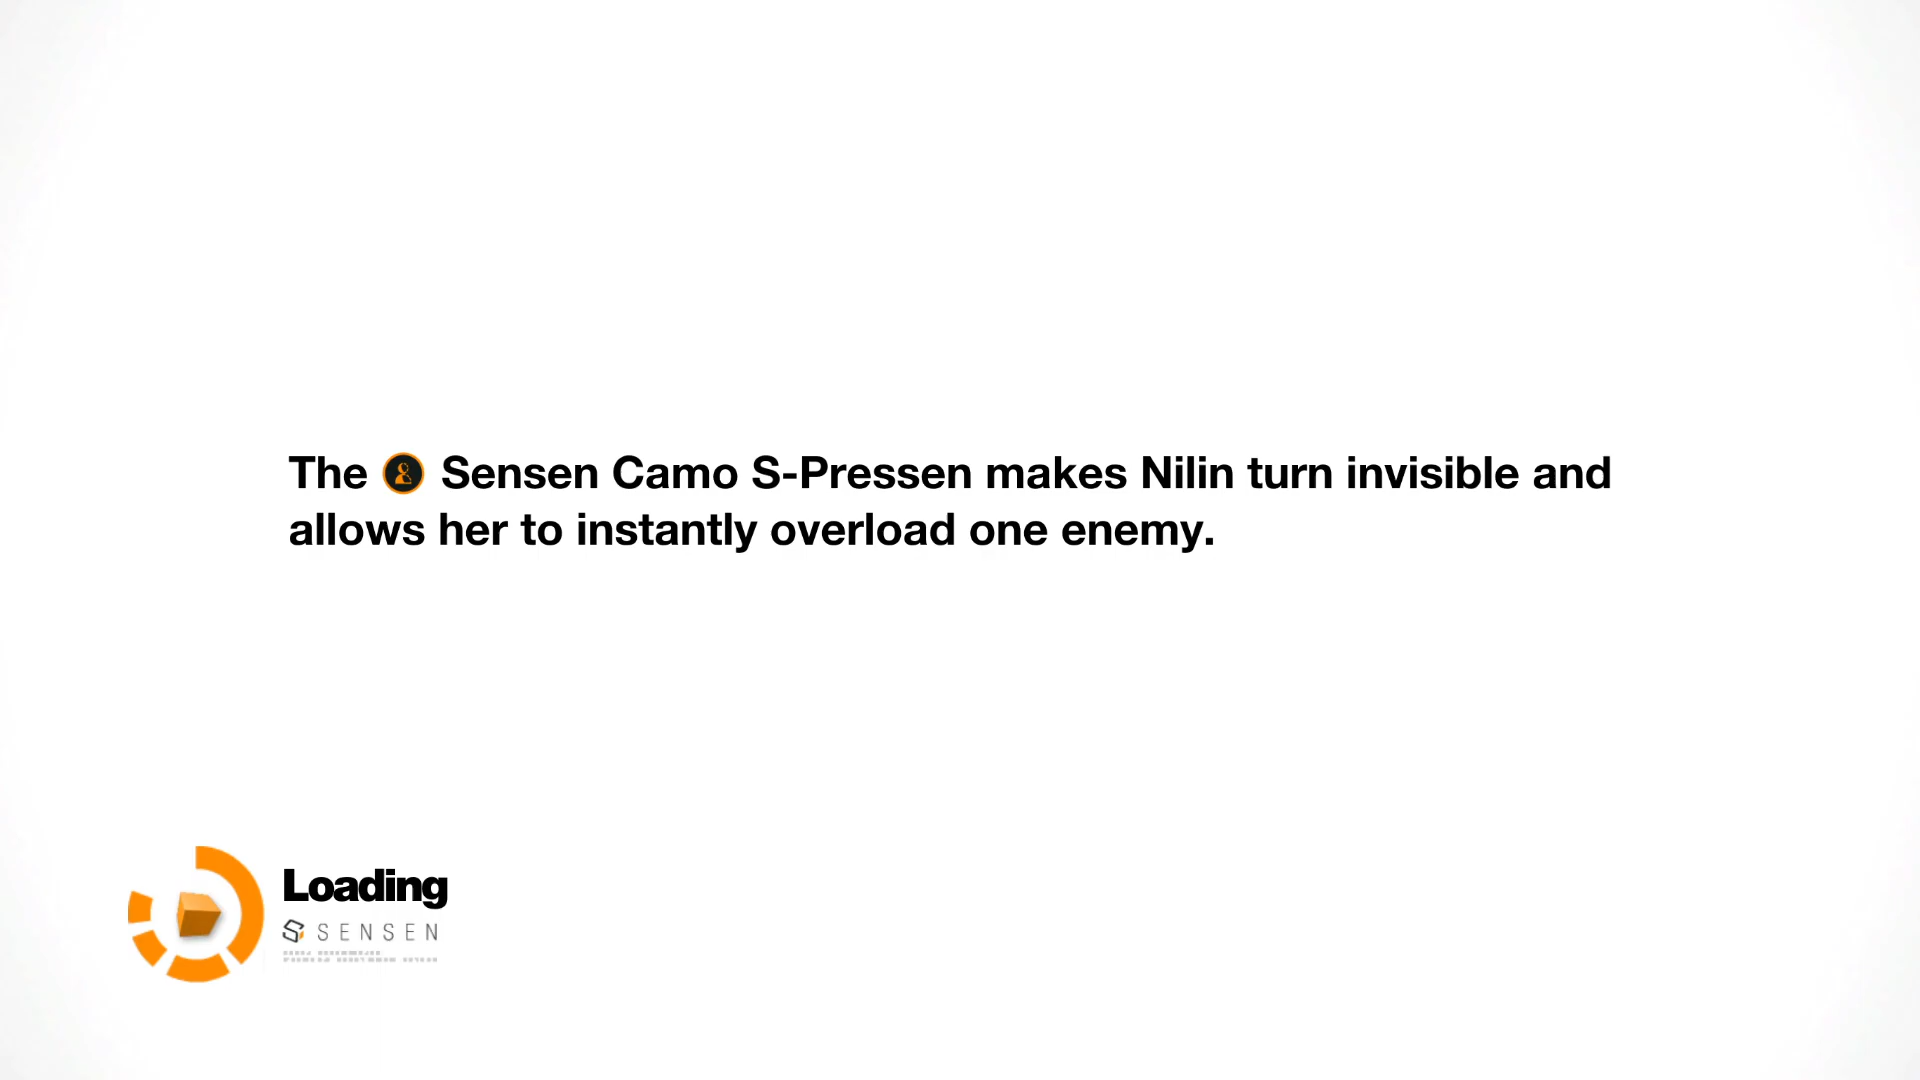 The Sensen Camo S-Pressen makes Nilin turn invisible and
allows her to instantly overload one enemy.
Loading
SENSEN